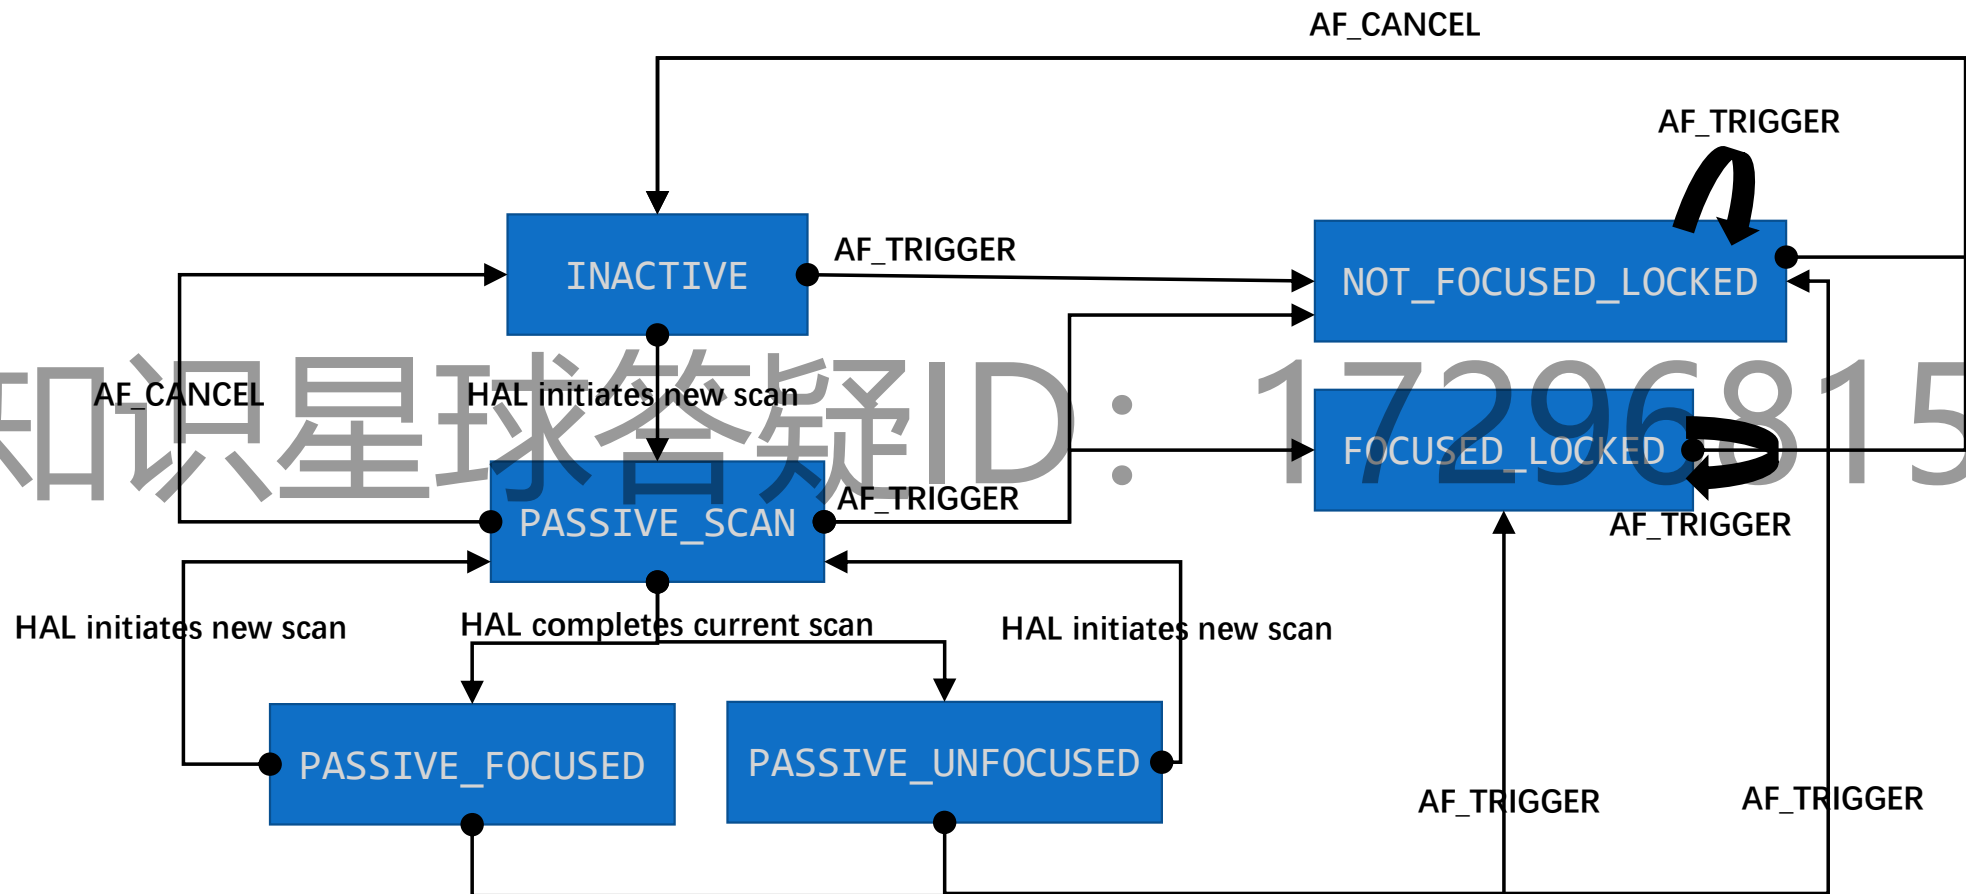 AF_CANCEL
AF_TRIGGER
INACTIVE
AF_TRIGGER
NOT_FOCUSED_LOCKED
AF_CANCEL
HAL initiates new scan
知识星球答疑ID：17296815
FOCUSED_LOCKED
PASSIVE_SCAN
AF_TRIGGER
AF_TRIGGER
HAL initiates new scan
HAL completes current scan
HAL initiates new scan
PASSIVE_FOCUSED
PASSIVE_UNFOCUSED
AF_TRIGGER
AF_TRIGGER